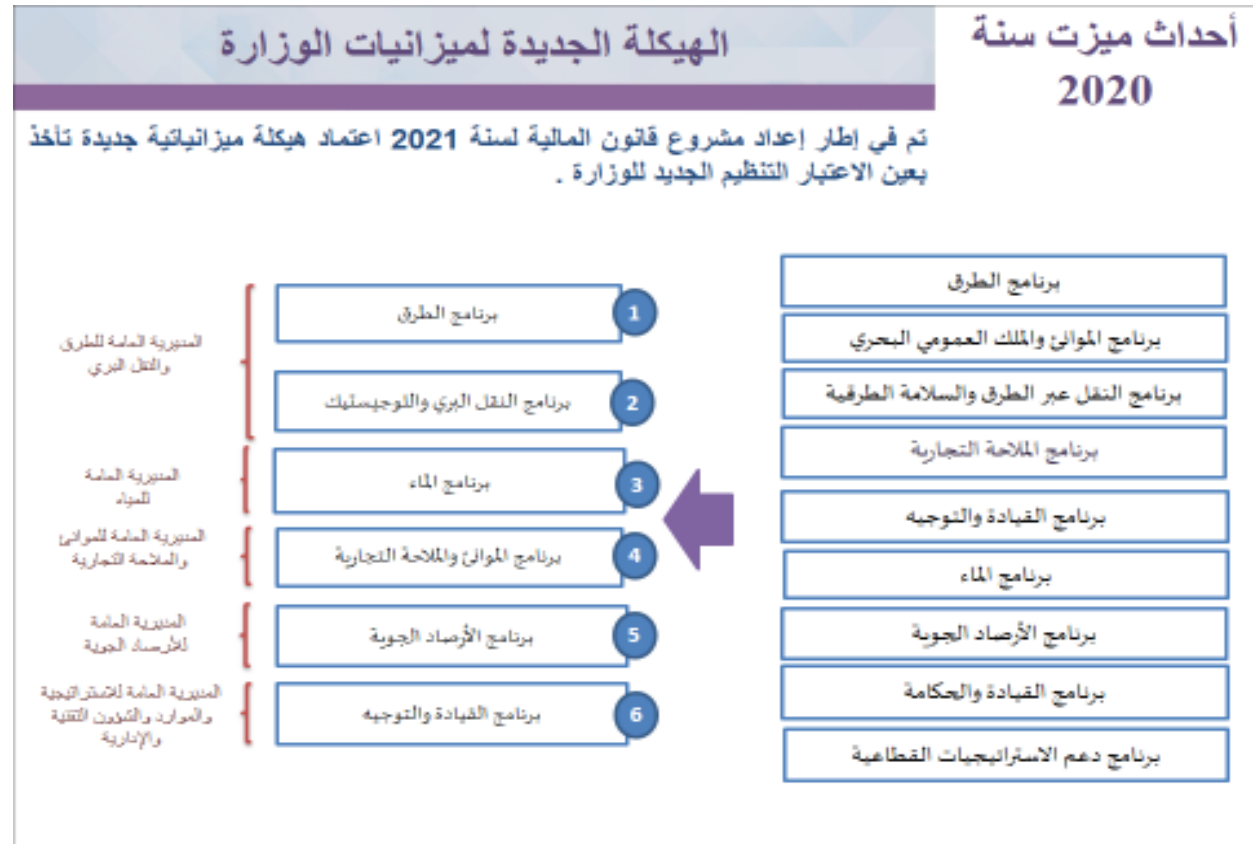 أحداث ميزت سنة
2020
الهيكلة الجديدة لميزانيات الوزارة
تم في إطار إعداد مشروع قانون المالية لسنة 2021 اعتماد هيكلة ميزانياتية جديدة تأخذ
بعين الاعتبار التنظيم الجديد للوزارة .
برنامج الطرق
برنامج الموانئ والملك العمومي البحري
برنامج النقل عبر الطرق والسلامة الطرقية
برنامج الملاحة التجارية
برنامج القيادة والتوجيه
برنامج الماء
برنامج الأرصاد الجوية
برنامج القيادة والحكامة
برنامج دعم الاستراتيجيات القطاعية
1
برنامج الطرق
2
برنامج النقل البري واللوجيستيك
3
برنامج الماء
4
برنامج الموانئ والملاحة التجارية
5
برنامج الأرصاد الجوية
6
برنامج القيادة والتوجيه
المديرية العامة للطرق
والنقل البري
المديرية العامة
للمياه
المديرية العامة للموانئ
والملاحة التجارية
المديرية العامة
للأرصاد الجوية
المديرية العامة للاستراتيجية
والموارد والشؤون التقنية
والإدارية